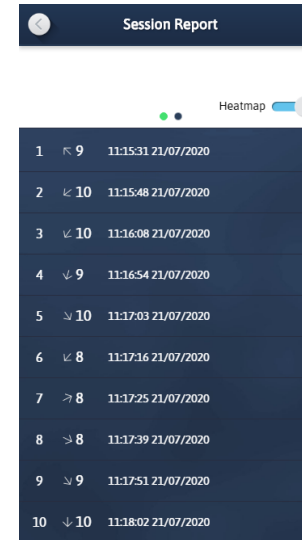 Session Report
Heatmap
1 ↖ 9 11:15:31 21/07/2020
2 ↙ 10 11:15:48 21/07/2020
3 ↙ 10 11:16:08 21/07/2020
4 ↓ 9 11:16:54 21/07/2020
5 ↘ 10 11:17:03 21/07/2020
6 ↙ 8 11:17:16 21/07/2020
7 ↗ 8 11:17:25 21/07/2020
8 ↘ 8 11:17:39 21/07/2020
9 ↘ 9 11:17:51 21/07/2020
10 ↓ 10 11:18:02 21/07/2020